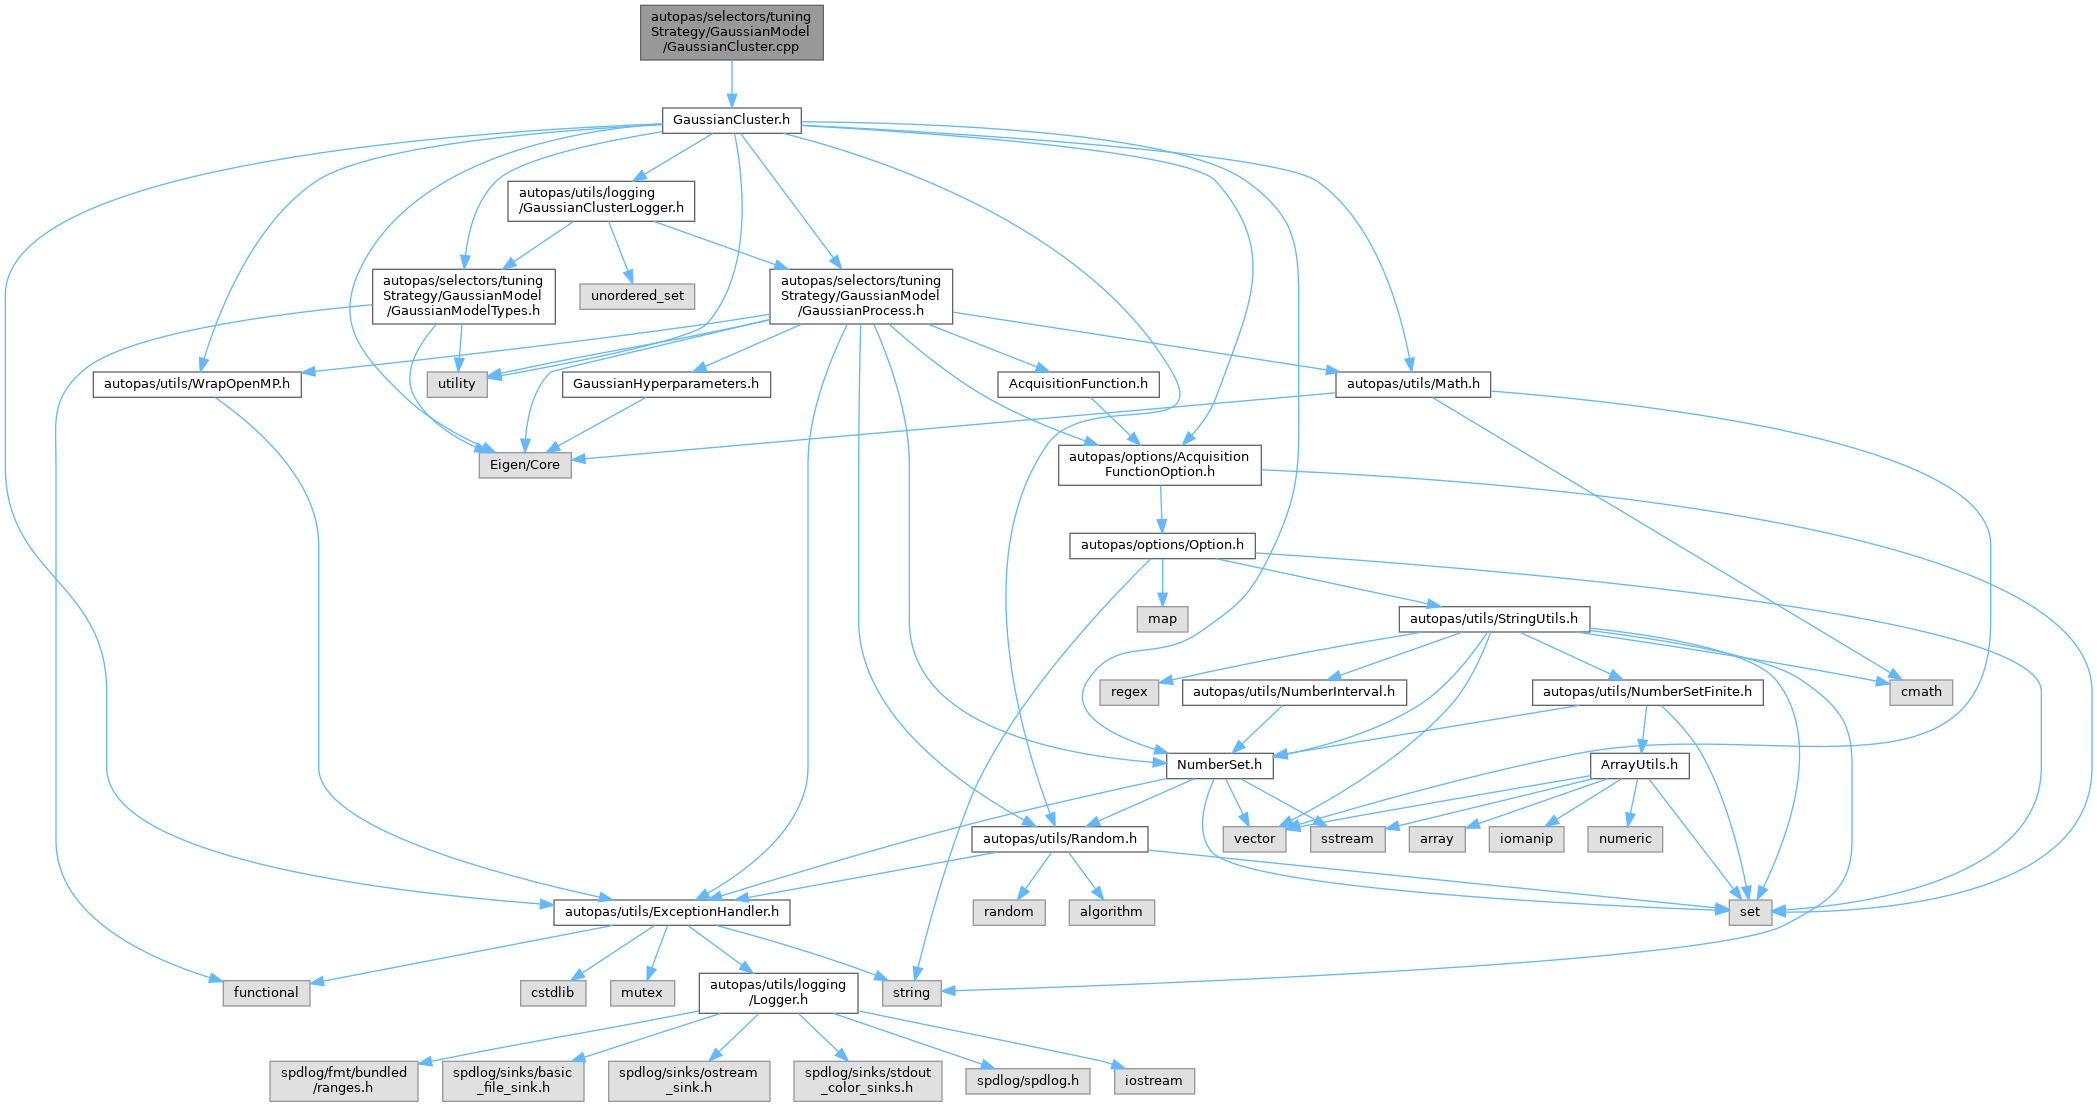 autopas/selectors/tuning
Strategy/GaussianModel
/GaussianCluster.cpp
GaussianCluster.h
autopas/utils/logging
/GaussianClusterLogger.h
autopas/selectors/tuning
Strategy/GaussianModel
/GaussianModelTypes.h
unordered_set
autopas/selectors/tuning
Strategy/GaussianModel
/GaussianProcess.h
autopas/utils/WrapOpenMP.h
utility
GaussianHyperparameters.h
AcquisitionFunction.h
autopas/utils/Math.h
Eigen/Core
autopas/options/Acquisition
FunctionOption.h
autopas/options/Option.h
map
autopas/utils/StringUtils.h
regex
autopas/utils/NumberInterval.h
autopas/utils/NumberSetFinite.h
cmath
NumberSet.h
ArrayUtils.h
autopas/utils/Random.h
vector
sstream
array
iomanip
numeric
autopas/utils/ExceptionHandler.h
random
algorithm
set
functional
cstdlib
mutex
autopas/utils/logging
/Logger.h
string
spdlog/fmt/bundled
/ranges.h
spdlog/sinks/basic
_file_sink.h
spdlog/sinks/ostream
_sink.h
spdlog/sinks/stdout
_color_sinks.h
spdlog/spdlog.h
iostream